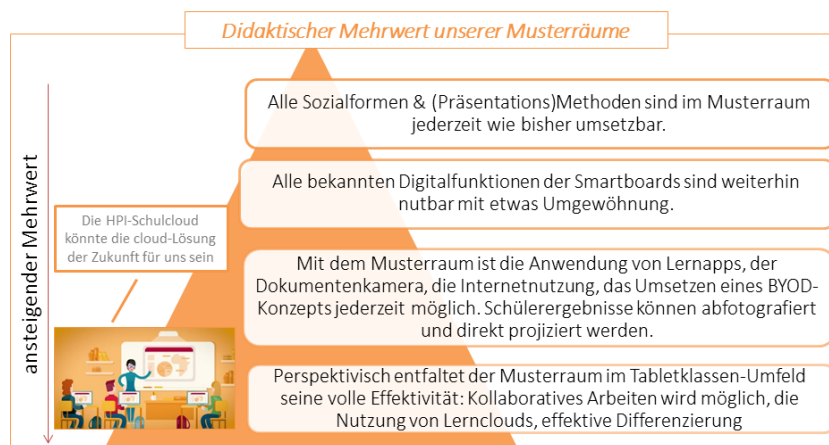 Didaktischer Mehrwert unserer Musterräume
Alle Sozialformen & (Präsentations)Methoden sind im Musterraum
jederzeit wie bisher umsetzbar.
Alle bekannten Digitalfunktionen der Smartboards sind weiterhin
nutbar mit etwas Umgewöhnung.
ansteigender Mehrwert
Die HPI-Schulcloud
könnte die cloud-Lösung
der Zukunft für uns sein
Mit dem Musterraum ist die Anwendung von Lernapps, der
Dokumentenkamera, die Internetnutzung, das Umsetzen eines BYOD-
Konzepts jederzeit möglich. Schülerergebnisse können abfotografiert
und direkt projiziert werden.
Perspektivisch entfaltet der Musterraum im Tabletklassen-Umfeld
seine volle Effektivität: Kollaboratives Arbeiten wird möglich, die
Nutzung von Lernclouds, effektive Differenzierung